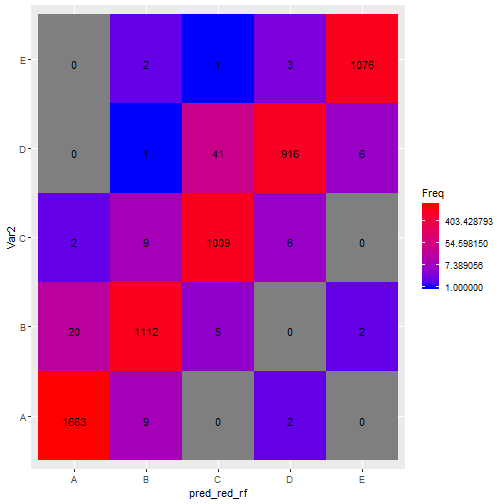 E 0 2 1 3 1076
D 0 1 41 916 6
C 2 9 1009 6 0
B 20 1112 5 0 2
A 1663 9 0 2 0
A B C D E
pred_red_rf
Var2
Freq
403.428793
54.598150
7.389056
1.000000